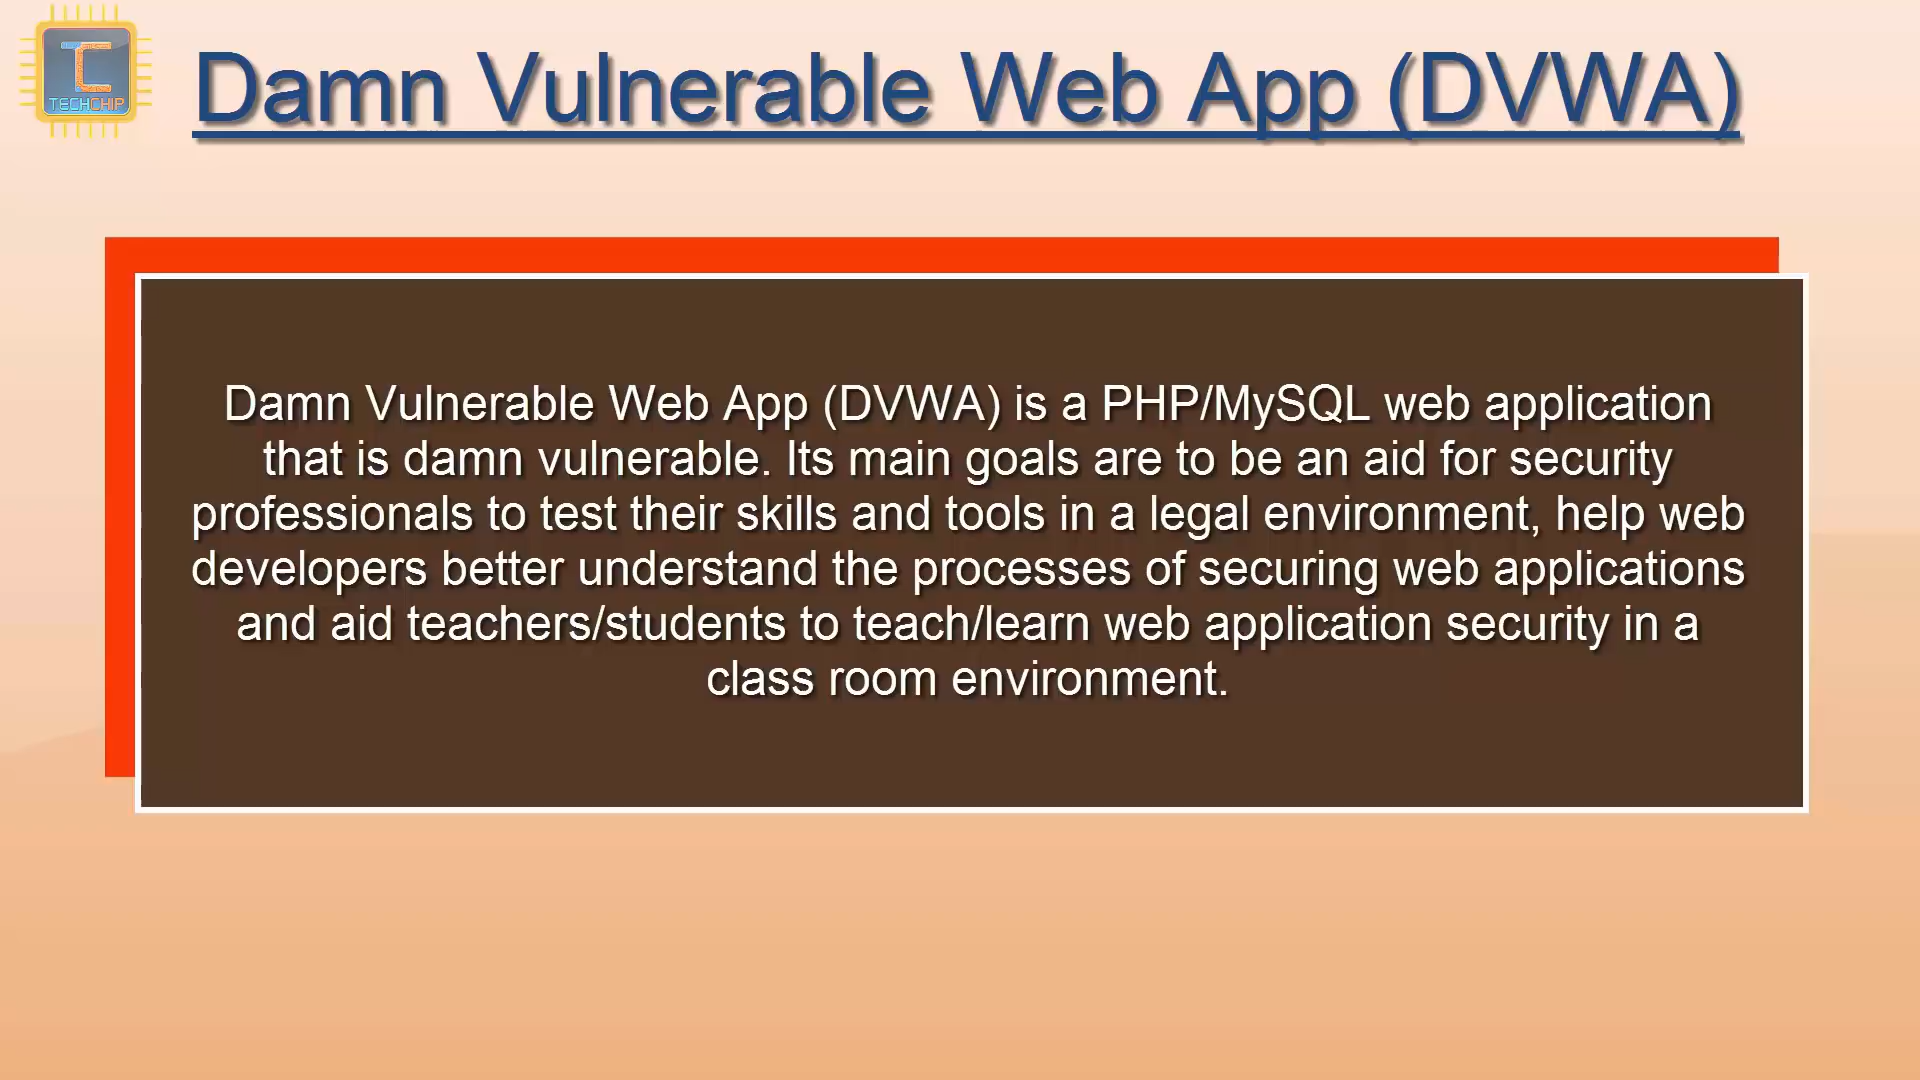 TECHCHIP
Damn Vulnerable Web App (DVWA)
Damn Vulnerable Web App (DVWA) is a PHP/MySQL web application
that is damn vulnerable. Its main goals are to be an aid for security
professionals to test their skills and tools in a legal environment, help web
developers better understand the processes of securing web applications
and aid teachers/students to teach/learn web application security in a
class room environment.